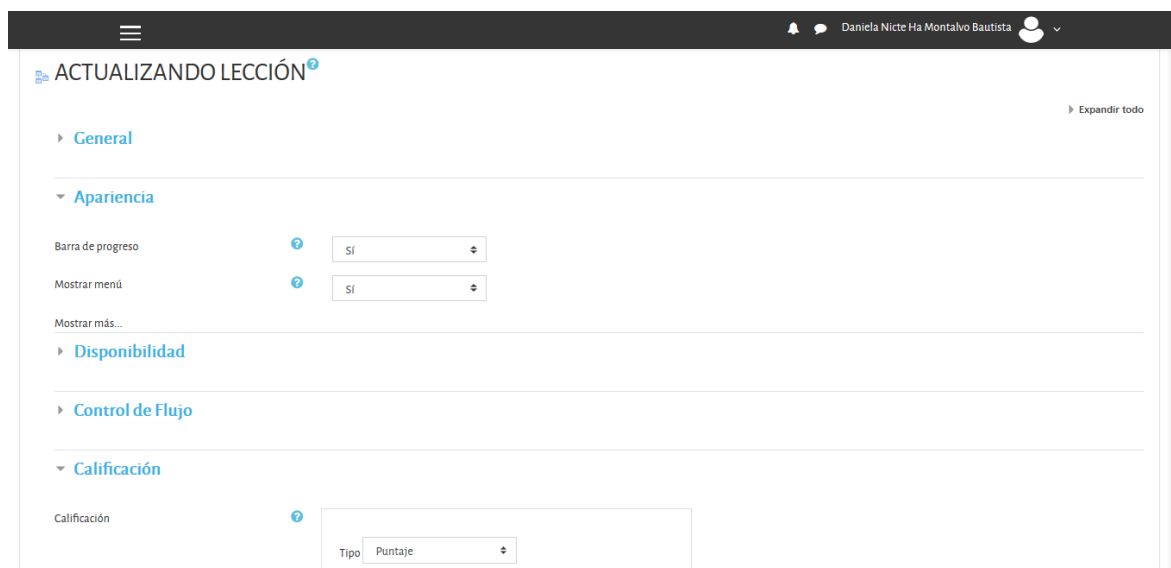 Daniela Nicte Ha Montalvo Bautista
ACTUALIZANDO LECCIÓN
Expandir todo
General
Apariencia
Barra de progreso Sí
Mostrar menú Sí
Mostrar más...
Disponibilidad
Control de Flujo
Calificación
Calificación
Tipo Puntaje